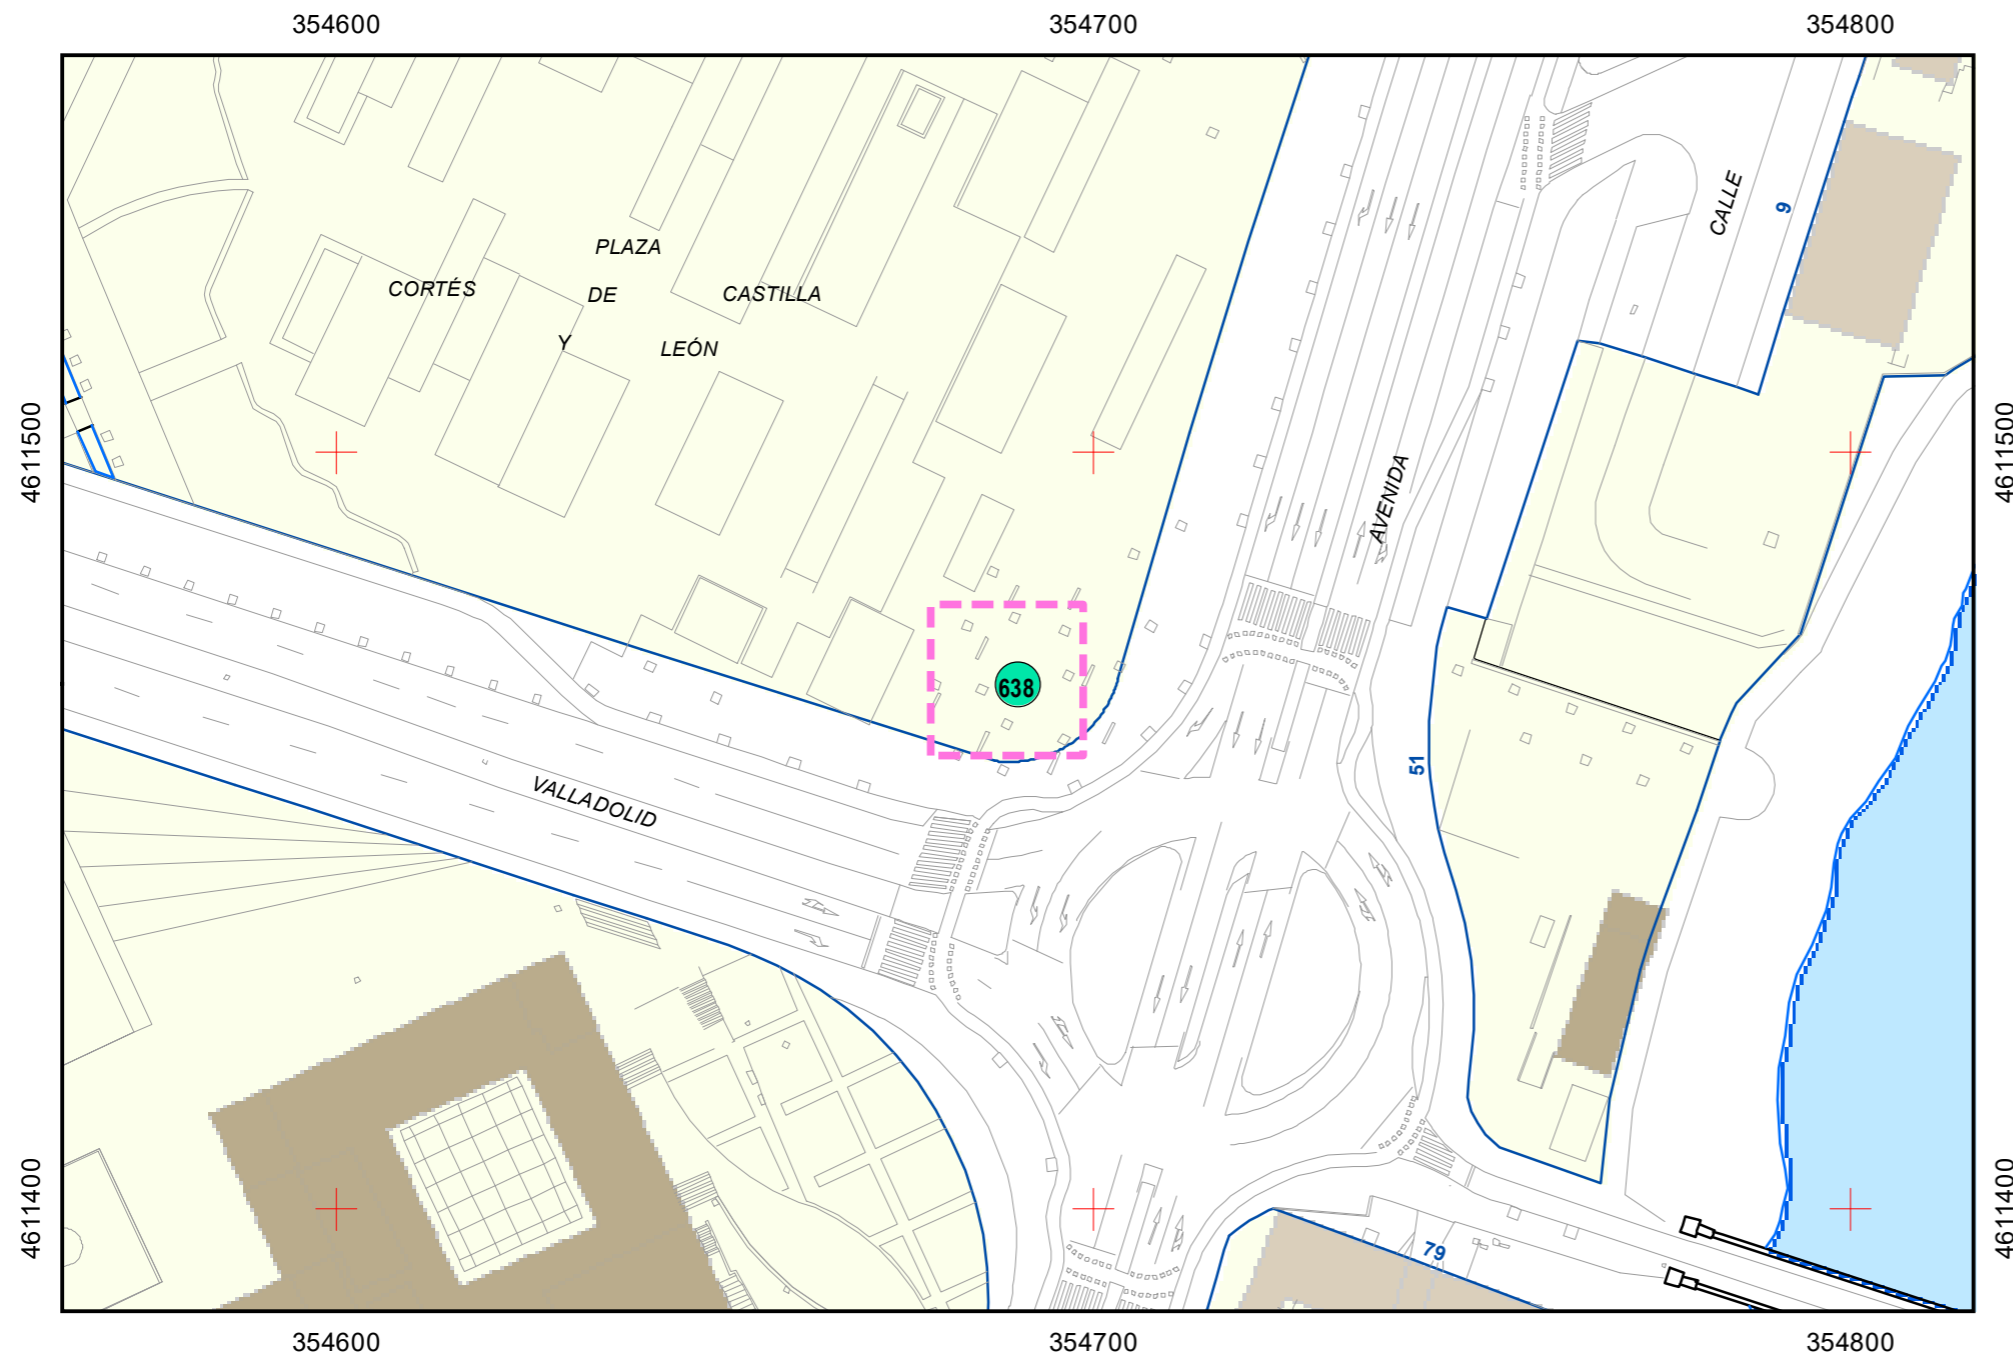 354600 354700 354800
CALLE
9
PLAZA
CORTÉS DE CASTILLA
Y LEÓN
4611500 4611500
AVENIDA
638
51
VALLADOLID
4611400 4611400
79
354600 354700 354800